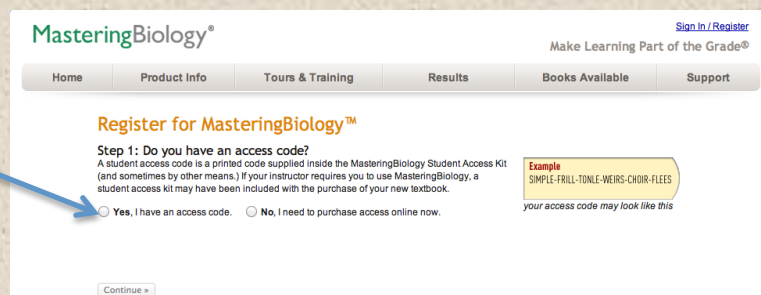 MasteringBiology®
Sign In / Register
Make Learning Part of the Grade®
Home Product Info Tours & Training Results Books Available Support
Register for MasteringBiology™
Step 1: Do you have an access code?
A student access code is a printed code supplied inside the MasteringBiology Student Access Kit
(and sometimes by other means.) If your instructor requires you to use MasteringBiology, a
student access kit may have been included with the purchase of your new textbook.
Example
SIMPLE-FRILL-TONLE-WEIRS-CHOIR-FLEES
your access code may look like this
Yes, I have an access code. No, I need to purchase access online now.
Continue »